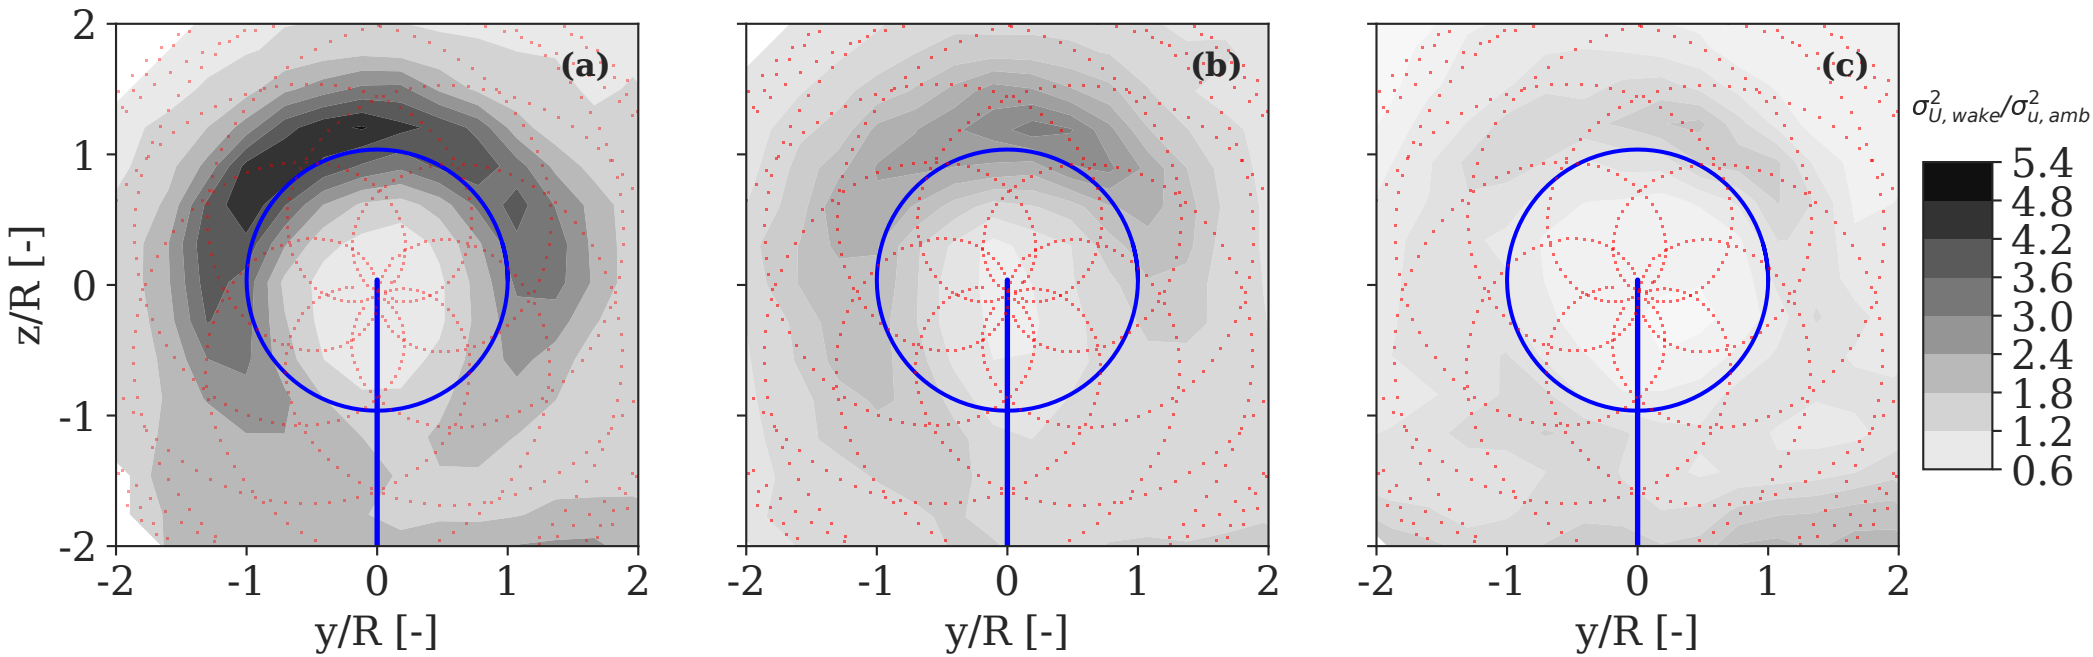 (a)
2
1
0
-1
-2
z/R [-]
-2 -1 0 1 2
y/R [-]
(b)
-2 -1 0 1 2
y/R [-]
(c)
-2 -1 0 1 2
y/R [-]
σ²U, wake/σ²u, amb
5.4
4.8
4.2
3.6
3.0
2.4
1.8
1.2
0.6